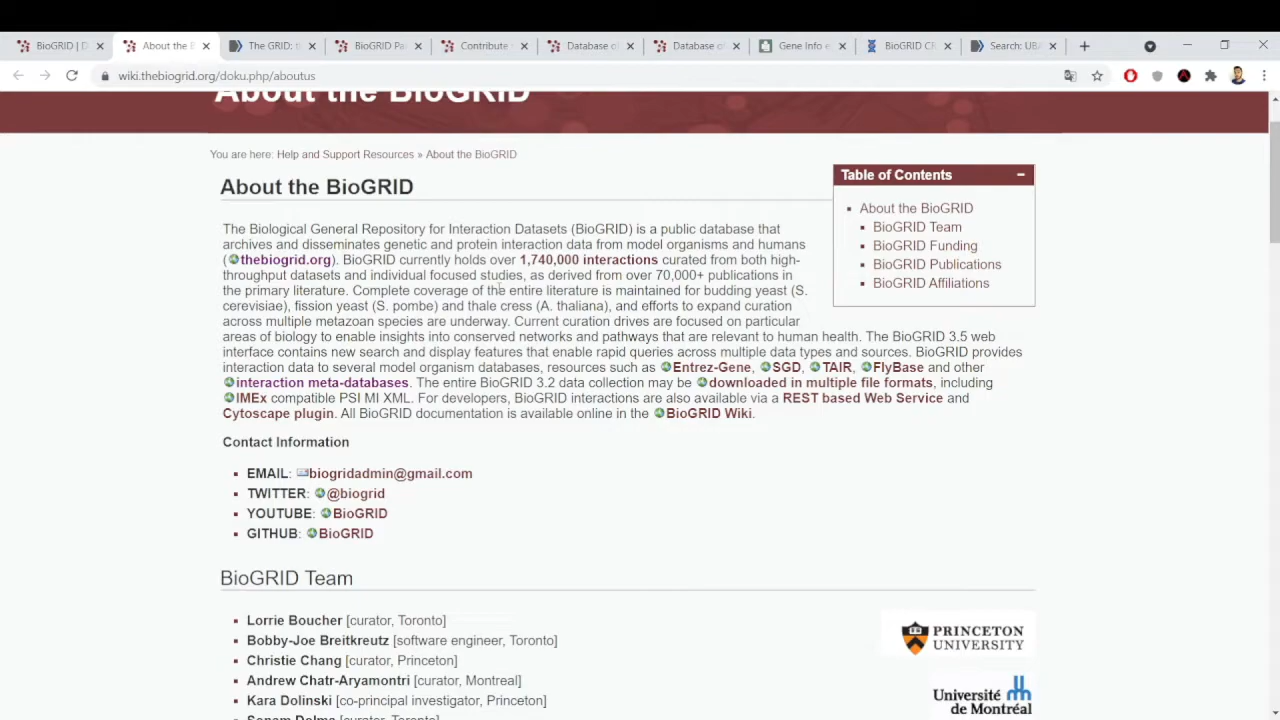 BioGRID | D
About the B
The GRID: t
BioGRID Pa
Contribute
Database of
Database of
Gene Info e
BioGRID C
Search: UBA
wiki.thebiogrid.org/doku.php/aboutus
About the BioGRID
You are here: Help and Support Resources » About the BioGRID
About the BioGRID
Table of Contents
About the BioGRID
BioGRID Team
BioGRID Funding
BioGRID Publications
BioGRID Affiliations
The Biological General Repository for Interaction Datasets (BioGRID) is a public database that
archives and disseminates genetic and protein interaction data from model organisms and humans
(thebiogrid.org). BioGRID currently holds over 1,740,000 interactions curated from both high-
throughput datasets and individual focused studies, as derived from over 70,000+ publications in
the primary literature. Complete coverage of the entire literature is maintained for budding yeast (S.
cerevisiae), fission yeast (S. pombe) and thale cress (A. thaliana), and efforts to expand curation
across multiple metazoan species are underway. Current curation drives are focused on particular
areas of biology to enable insights into conserved networks and pathways that are relevant to human health. The BioGRID 3.5 web
interface contains new search and display features that enable rapid queries across multiple data types and sources. BioGRID provides
interaction data to several model organism databases, resources such as Entrez-Gene, SGD, TAIR, FlyBase and other
interaction meta-databases. The entire BioGRID 3.2 data collection may be downloaded in multiple file formats, including
IMEx compatible PSI MI XML. For developers, BioGRID interactions are also available via a REST based Web Service and
Cytoscape plugin. All BioGRID documentation is available online in the BioGRID Wiki.
Contact Information
EMAIL: biogridadmin@gmail.com
TWITTER: @biogrid
YOUTUBE: BioGRID
GITHUB: BioGRID
BioGRID Team
Lorrie Boucher [curator, Toronto]
Bobby-Joe Breitkreutz [software engineer, Toronto]
Christie Chang [curator, Princeton]
Andrew Chatr-Aryamontri [curator, Montreal]
Kara Dolinski [co-principal investigator, Princeton]
Sonam Dolma [curator, Toronto]
PRINCETON
UNIVERSITY
Université
de Montréal